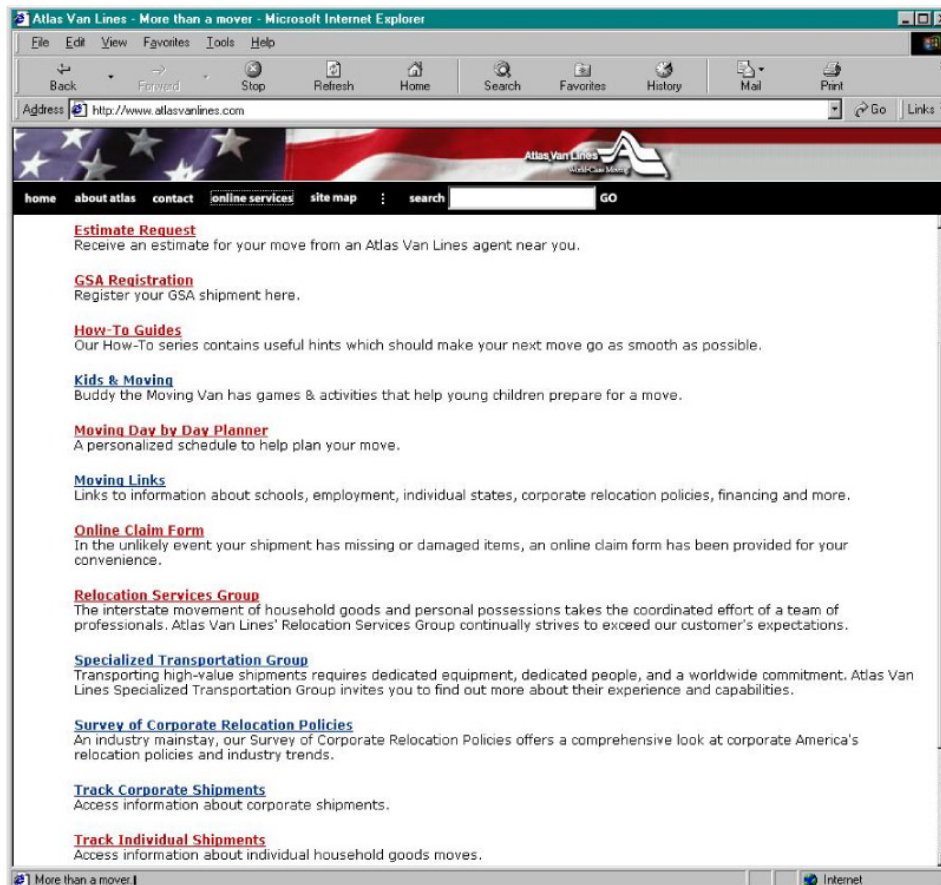 Atlas Van Lines - More than a mover - Microsoft Internet Explorer
File Edit View Favorites Tools Help
Back Forward Stop Refresh Home Search Favorites History Mail Print
Address http://www.atlasvanlines.com Go Links
Atlas Van Lines
World-Class Moving
home about atlas contact online services site map search GO
Estimate Request
Receive an estimate for your move from an Atlas Van Lines agent near you.
GSA Registration
Register your GSA shipment here.
How-To Guides
Our How-To series contains useful hints which should make your next move go as smooth as possible.
Kids & Moving
Buddy the Moving Van has games & activities that help young children prepare for a move.
Moving Day by Day Planner
A personalized schedule to help plan your move.
Moving Links
Links to information about schools, employment, individual states, corporate relocation policies, financing and more.
Online Claim Form
In the unlikely event your shipment has missing or damaged items, an online claim form has been provided for your
convenience.
Relocation Services Group
The interstate movement of household goods and personal possessions takes the coordinated effort of a team of
professionals. Atlas Van Lines' Relocation Services Group continually strives to exceed our customer's expectations.
Specialized Transportation Group
Transporting high-value shipments requires dedicated equipment, dedicated people, and a worldwide commitment. Atlas Van
Lines Specialized Transportation Group invites you to find out more about their experience and capabilities.
Survey of Corporate Relocation Policies
An industry mainstay, our Survey of Corporate Relocation Policies offers a comprehensive look at corporate America's
relocation policies and industry trends.
Track Corporate Shipments
Access information about corporate shipments.
Track Individual Shipments
Access information about individual household goods moves.
More than a mover. Internet